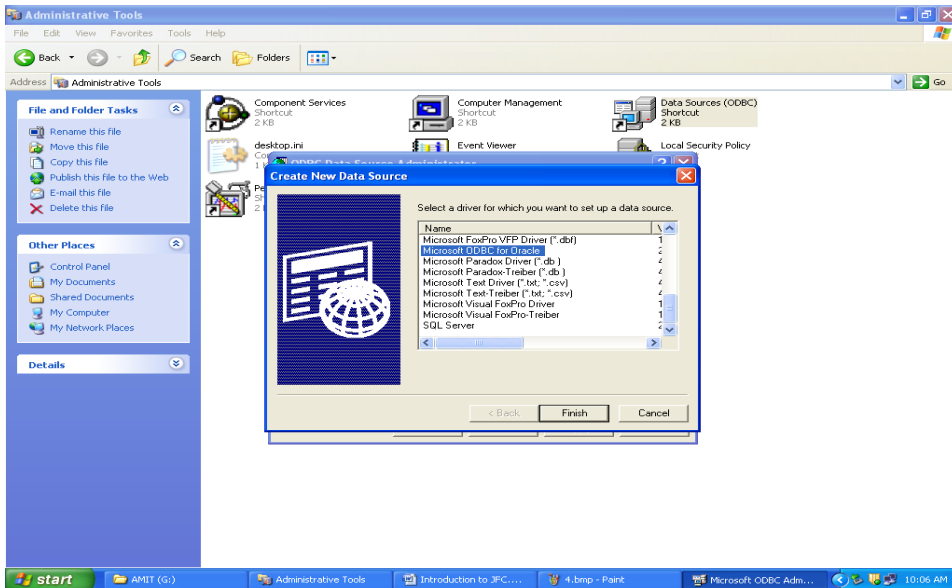 Administrative Tools
File Edit View Favorites Tools Help
Back Search Folders
Address Administrative Tools Go
File and Folder Tasks
Rename this file
Move this file
Copy this file
Publish this file to the Web
E-mail this file
Delete this file
Other Places
Control Panel
My Documents
Shared Documents
My Computer
My Network Places
Details
Component Services
Shortcut
2 KB
Computer Management
Shortcut
2 KB
Data Sources (ODBC)
Shortcut
2 KB
desktop.ini
Event Viewer
Local Security Policy
ODBC Data Source Administrator
Create New Data Source
Select a driver for which you want to set up a data source.
Name
Microsoft FoxPro VFP Driver (*.dbf)
Microsoft ODBC for Oracle
Microsoft Paradox Driver (*.db )
Microsoft Paradox-Treiber (*.db )
Microsoft Text Driver (*.txt; *.csv)
Microsoft Text-Treiber (*.txt; *.csv)
Microsoft Visual FoxPro Driver
Microsoft Visual FoxPro-Treiber
SQL Server
< Back Finish Cancel
start AMIT (G:) Administrative Tools Introduction to JFC.... 4.bmp - Paint Microsoft ODBC Adm... 10:06 AM